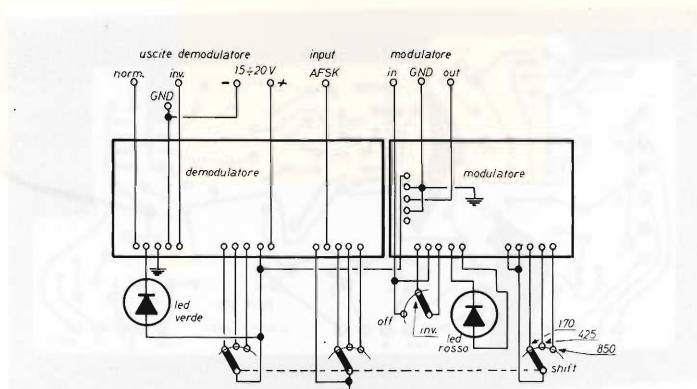 uscite demodulatore
input
modulatore
norm.
inv.
15÷20 V
AFSK
in
GND
out
GND
-
+
demodulatore
modulatore
led
verde
off
inv.
led
rosso
170
425
850
shift